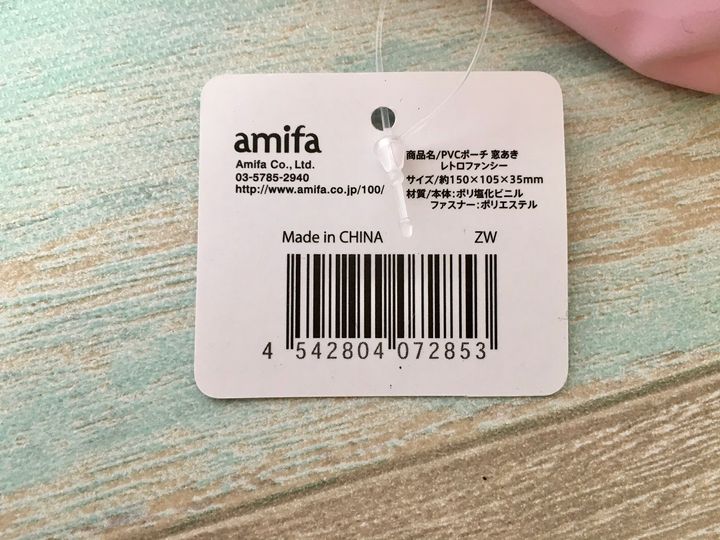 amifa
Amifa Co., Ltd.
03-5785-2940
http://www.amifa.co.jp/100/
商品名/PVCポーチ 窓あき
レトロファンシー
サイズ/約150×105×35mm
材質/本体:ポリ塩化ビニル
ファスナー:ポリエステル
Made in CHINA
ZW
4 542804 072853